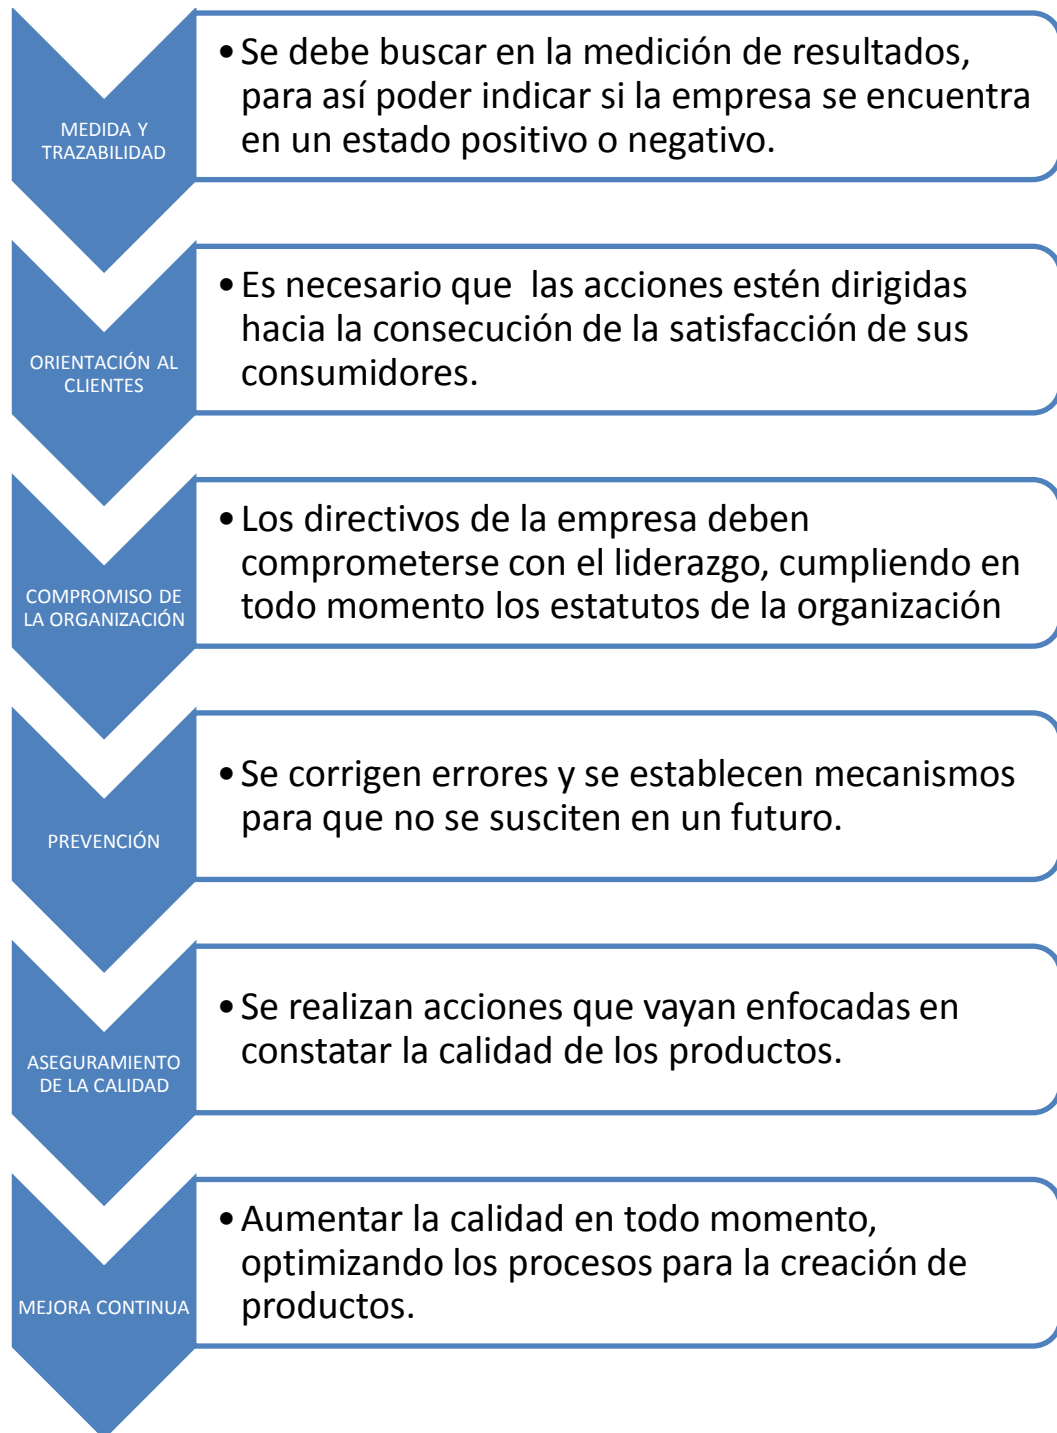 MEDIDA Y
TRAZABILIDAD
• Se debe buscar en la medición de resultados,
para así poder indicar si la empresa se encuentra
en un estado positivo o negativo.
ORIENTACIÓN AL
CLIENTES
• Es necesario que  las acciones estén dirigidas
hacia la consecución de la satisfacción de sus
consumidores.
COMPROMISO DE
LA ORGANIZACIÓN
• Los directivos de la empresa deben
comprometerse con el liderazgo, cumpliendo en
todo momento los estatutos de la organización
PREVENCIÓN
• Se corrigen errores y se establecen mecanismos
para que no se susciten en un futuro.
ASEGURAMIENTO
DE LA CALIDAD
• Se realizan acciones que vayan enfocadas en
constatar la calidad de los productos.
MEJORA CONTINUA
• Aumentar la calidad en todo momento,
optimizando los procesos para la creación de
productos.